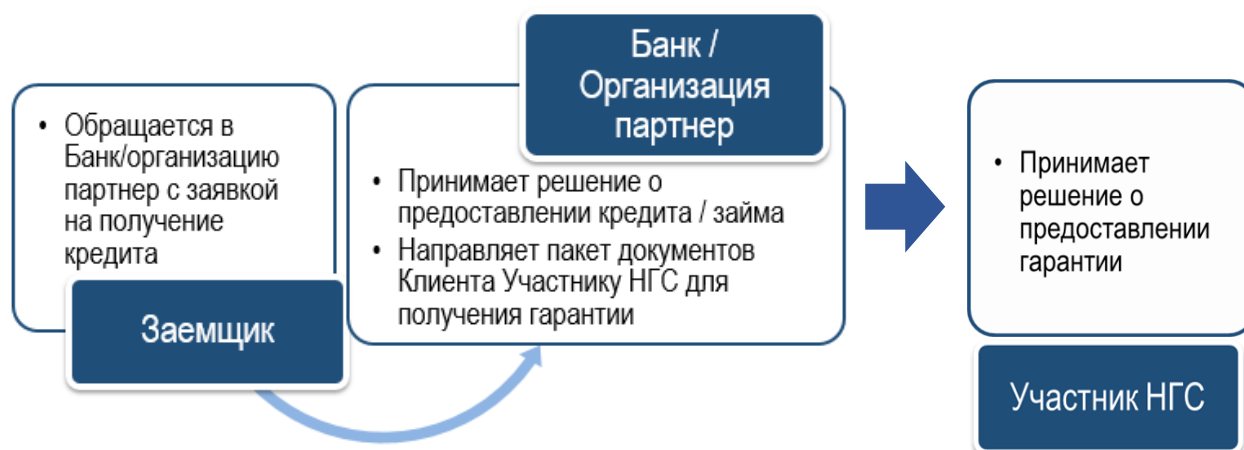 • Обращается в
Банк/организацию
партнер с заявкой
на получение
кредита
Заемщик
Банк /
Организация
партнер
• Принимает решение о
предоставлении кредита / займа
• Направляет пакет документов
Клиента Участнику НГС для
получения гарантии
• Принимает
решение о
предоставлении
гарантии
Участник НГС